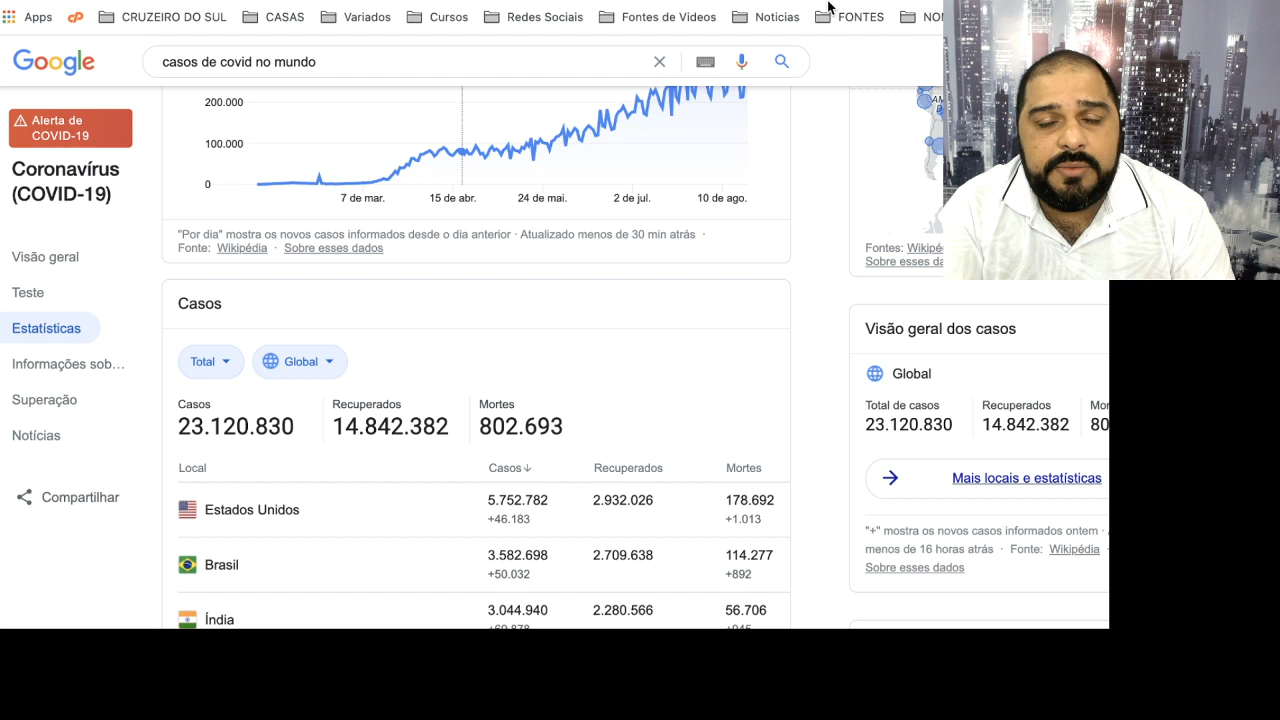 Apps CRUZEIRO DO SUL CASAS Variados Cursos Redes Sociais Fontes de Videos Noticias FONTES
Google casos de covid no mundo
Alerta de
COVID-19
Coronavírus
(COVID-19)
Visão geral
Teste
Estatísticas
Informações sob…
Superação
Notícias
Compartilhar
200.000
100.000
0
7 de mar. 15 de abr. 24 de mai. 2 de jul. 10 de ago.
"Por dia" mostra os novos casos informados desde o dia anterior · Atualizado menos de 30 min atrás ·
Fonte: Wikipédia · Sobre esses dados
Casos
Total Global
Casos Recuperados Mortes
23.120.830 14.842.382 802.693
Local Casos↓ Recuperados Mortes
Estados Unidos 5.752.782 2.932.026 178.692
+46.183 +1.013
Brasil 3.582.698 2.709.638 114.277
+50.032 +892
Índia 3.044.940 2.280.566 56.706
Fontes:
Visão geral dos casos
Global
Total de casos Recuperados
23.120.830 14.842.382
Mais locais e estatísticas
"+" mostra os novos casos informados ontem ·
menos de 16 horas atrás · Fonte: Wikipédia ·
Sobre esses dados